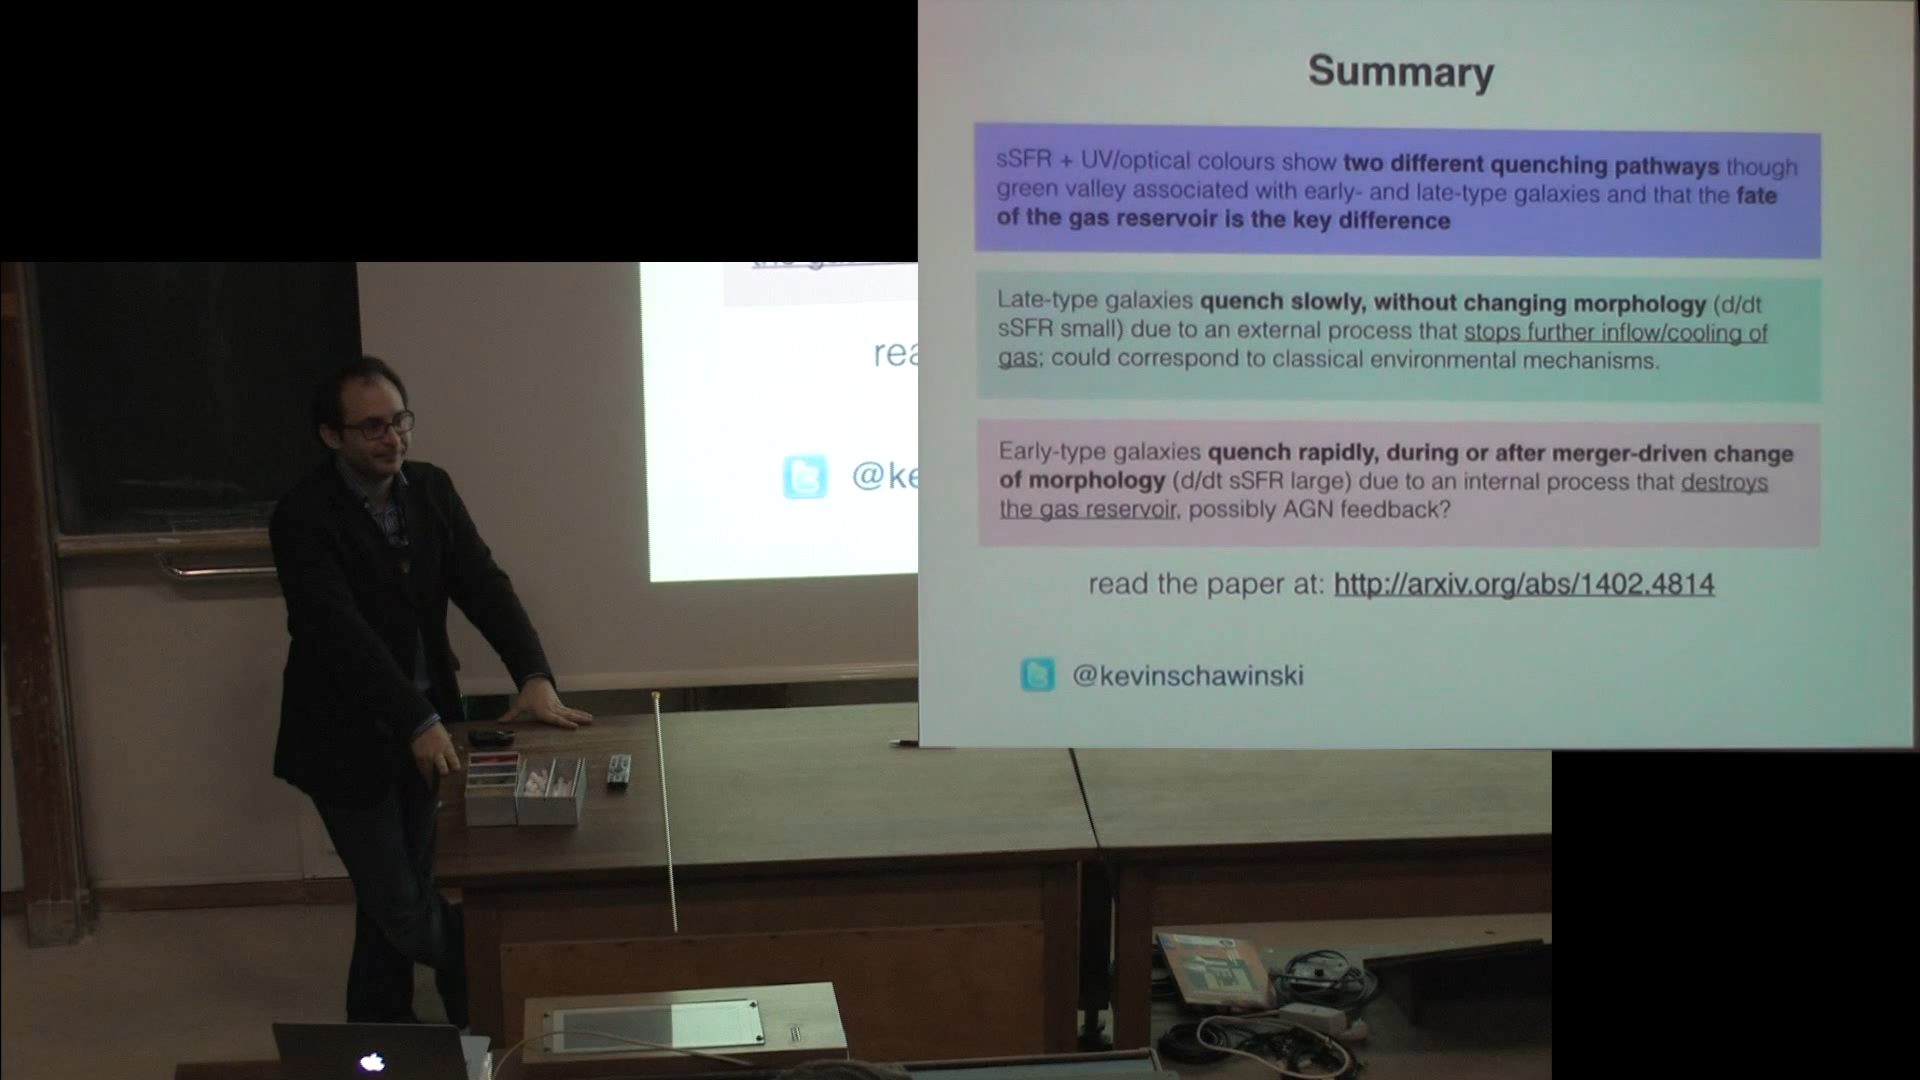 Summary
sSFR + UV/optical colours show two different quenching pathways though
green valley associated with early- and late-type galaxies and that the fate
of the gas reservoir is the key difference
Late-type galaxies quench slowly, without changing morphology (d/dt
sSFR small) due to an external process that stops further inflow/cooling of
gas; could correspond to classical environmental mechanisms.
Early-type galaxies quench rapidly, during or after merger-driven change
of morphology (d/dt sSFR large) due to an internal process that destroys
the gas reservoir, possibly AGN feedback?
read the paper at: http://arxiv.org/abs/1402.4814
@kevinschawinski
rea
@ke